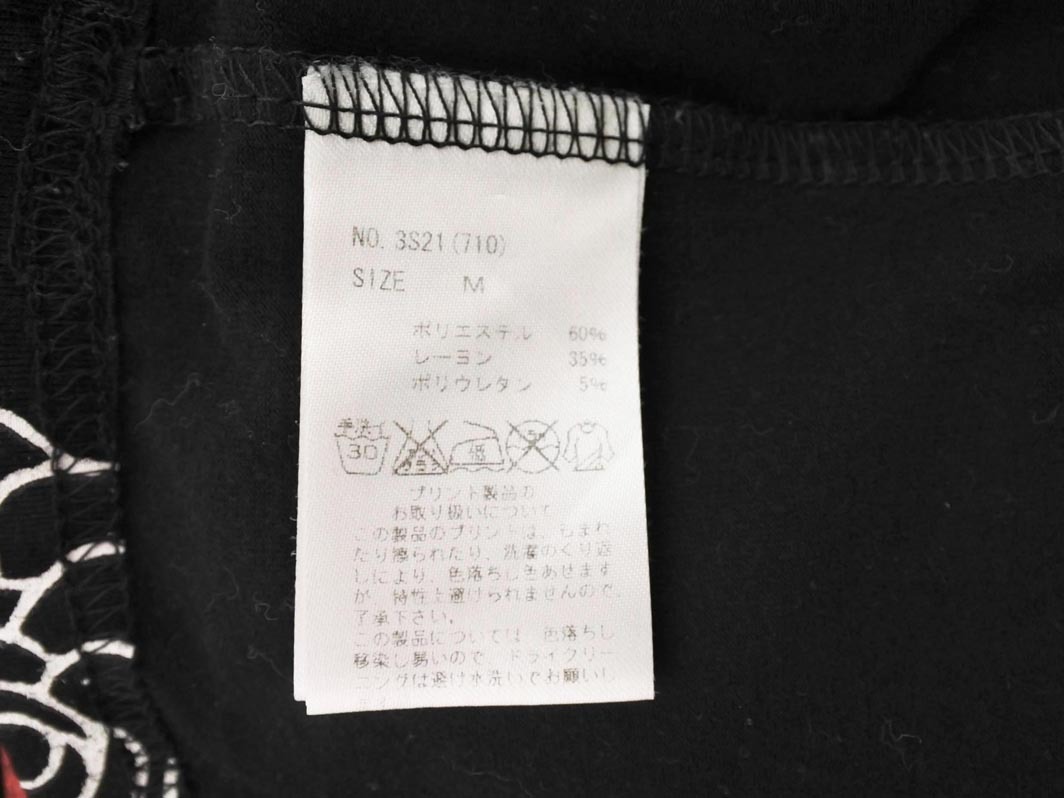 NO. 3S21(710)
SIZE M
ポリエステル 60%
レーヨン 35%
ポリウレタン 5%
手洗イ
30
低
プリント製品の
お取り扱いについて
この製品のプリントは、もまれ
たり擦られたり、洗濯のくり返
しにより、色落ちし色あせます
が、特性上避けられませんので、
了承下さい。
この製品については、色落ちし
移染し易いので、ドライクリー
ニングは避け水洗いでお願いし